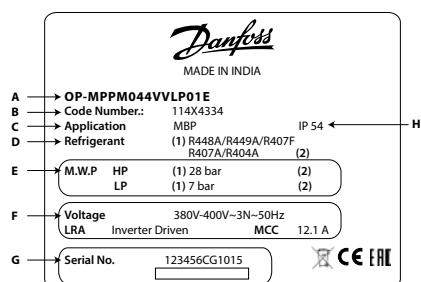 Danfoss
MADE IN INDIA
A OP-MPPM044VVLP01E
B Code Number.: 114X4334
C Application MBP IP 54 H
D Refrigerant (1) R448A/R449A/R407F
R407A/R404A (2)
E M.W.P HP (1) 28 bar (2)
LP (1) 7 bar (2)
F Voltage 380V-400V~3N~50Hz
LRA Inverter Driven MCC 12.1 A
G Serial No. 123456CG1015
CE EAC